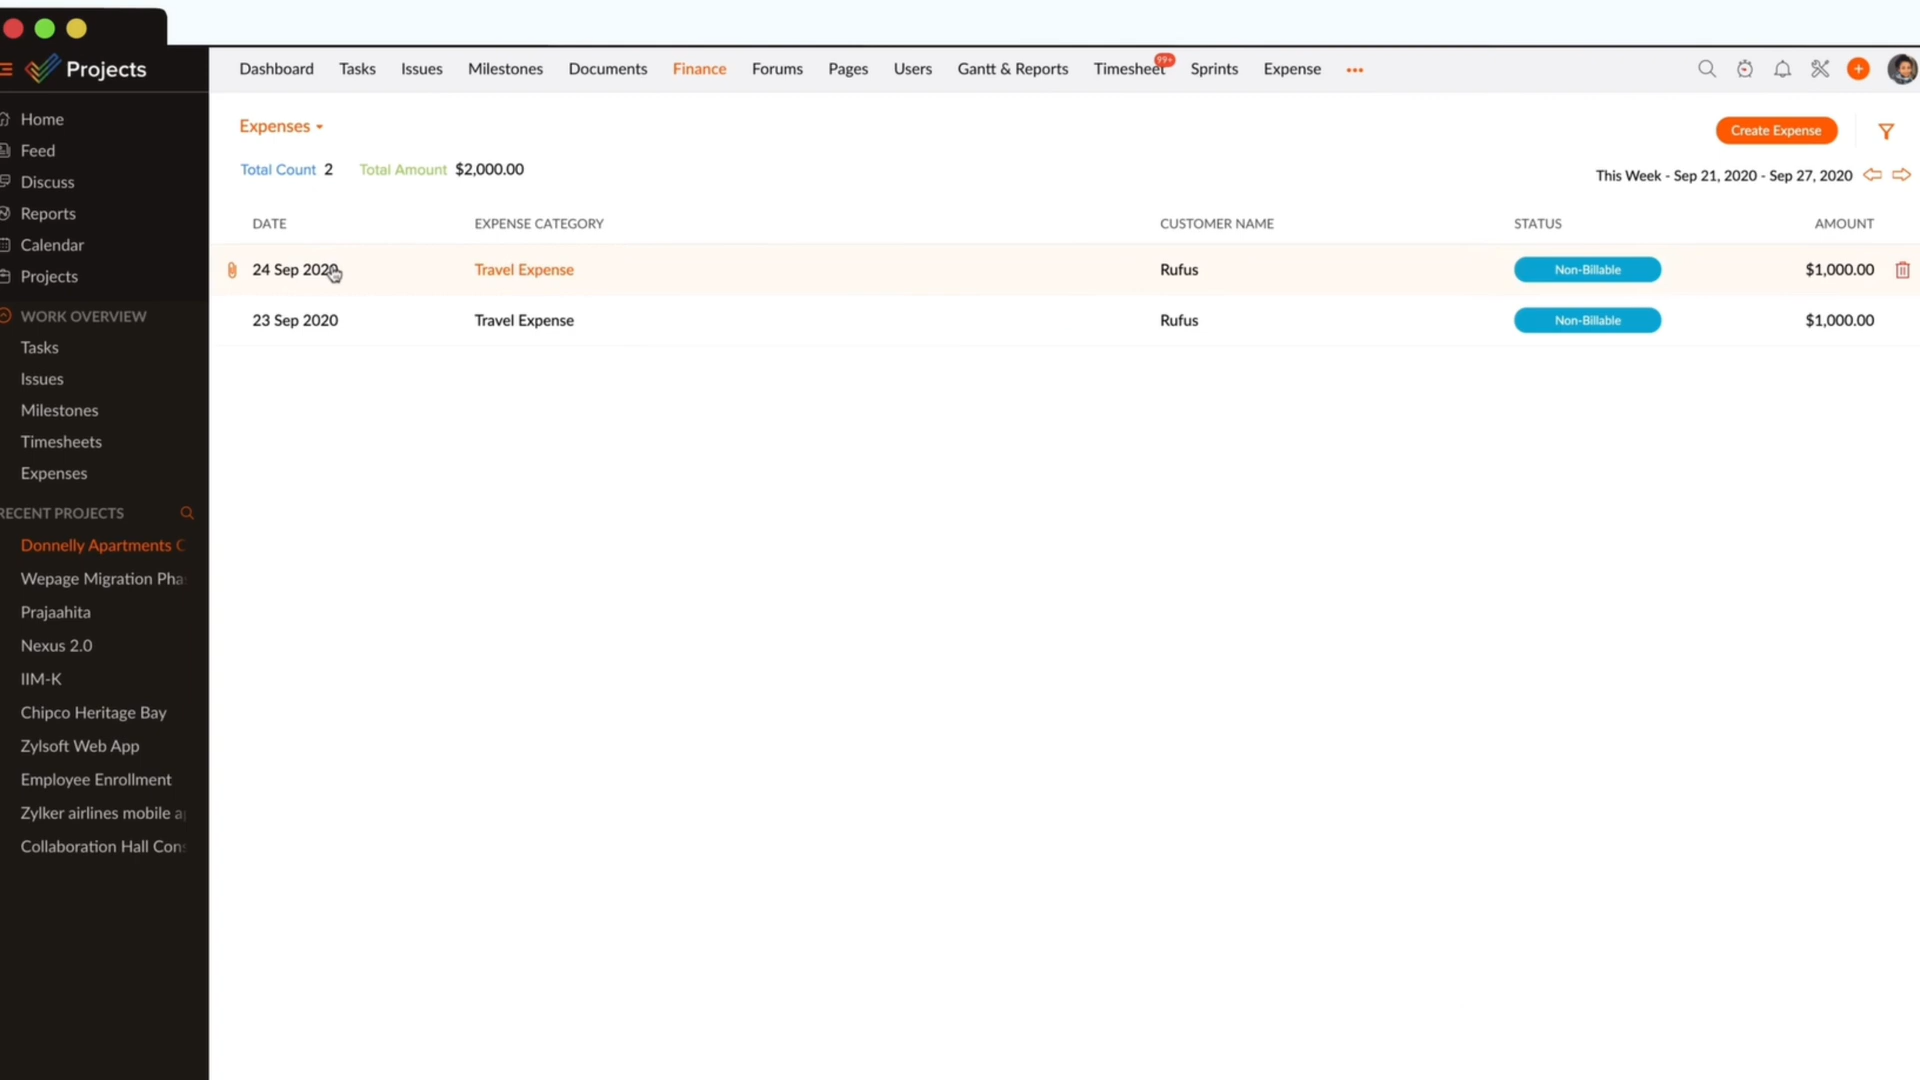 Projects
Dashboard Tasks Issues Milestones Documents Finance Forums Pages Users Gantt & Reports Timesheet 99+ Sprints Expense
Home
Feed
Discuss
Reports
Calendar
Projects
WORK OVERVIEW
Tasks
Issues
Milestones
Timesheets
Expenses
RECENT PROJECTS
Donnelly Apartments C
Wepage Migration Pha
Prajaahita
Nexus 2.0
IIM-K
Chipco Heritage Bay
Zylsoft Web App
Employee Enrollment
Zylker airlines mobile a
Collaboration Hall Con
Expenses
Create Expense
Total Count 2 Total Amount $2,000.00
This Week - Sep 21, 2020 - Sep 27, 2020
DATE EXPENSE CATEGORY CUSTOMER NAME STATUS AMOUNT
24 Sep 2020 Travel Expense Rufus Non-Billable $1,000.00
23 Sep 2020 Travel Expense Rufus Non-Billable $1,000.00